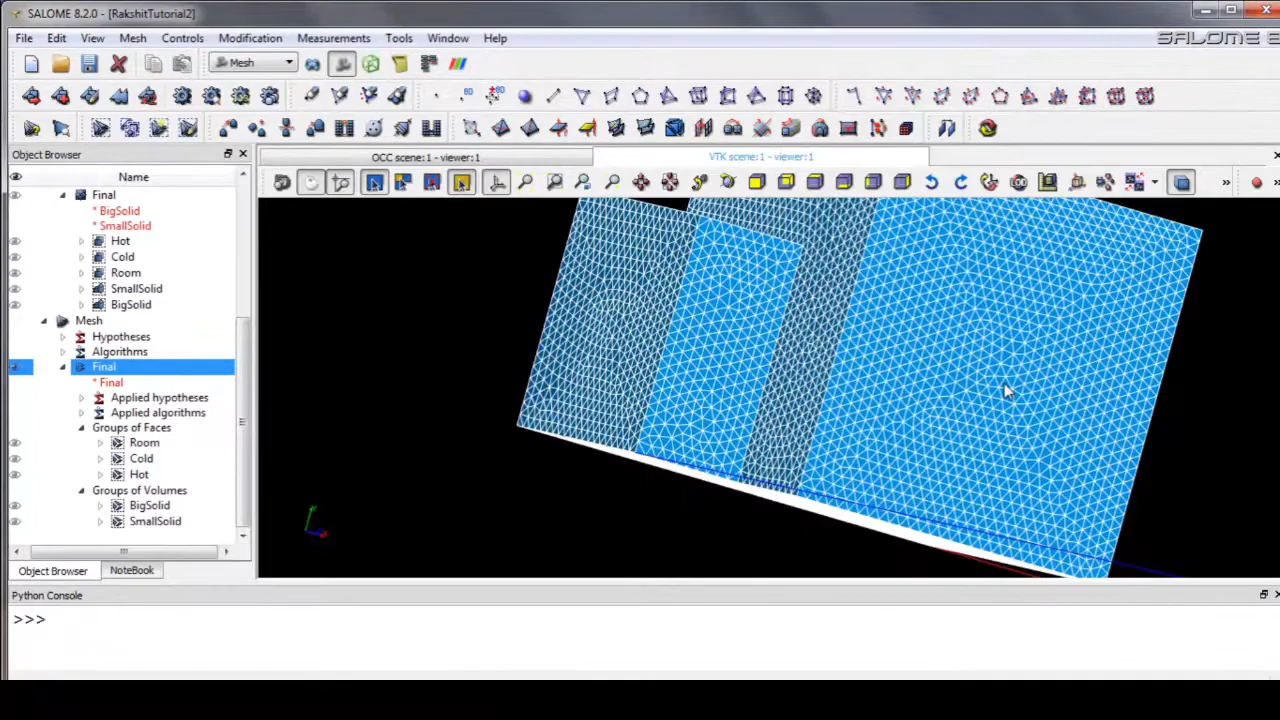 SALOME 8.2.0 - [RakshitTutorial2]
File Edit View Mesh Controls Modification Measurements Tools Window Help
SALOME 8
Mesh
Object Browser
OCC scene:1 - viewer:1
VTK scene:1 - viewer:1
Name
Final
* BigSolid
* SmallSolid
Hot
Cold
Room
SmallSolid
BigSolid
Mesh
Hypotheses
Algorithms
Final
* Final
Applied hypotheses
Applied algorithms
Groups of Faces
Room
Cold
Hot
Groups of Volumes
BigSolid
SmallSolid
Object Browser
NoteBook
Python Console
>>>